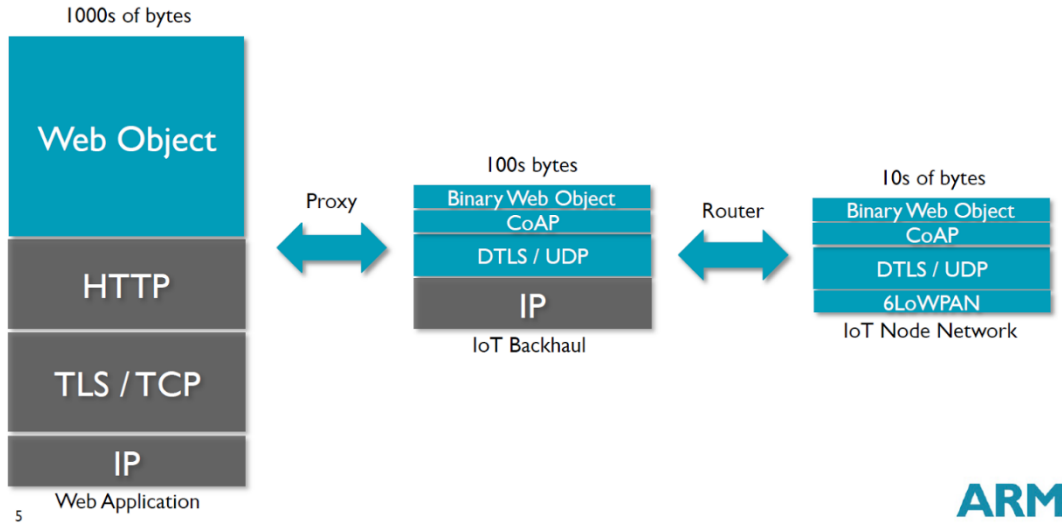 1000s of bytes
Web Object
HTTP
TLS / TCP
IP
Web Application
Proxy
100s bytes
Binary Web Object
CoAP
DTLS / UDP
IP
IoT Backhaul
Router
10s of bytes
Binary Web Object
CoAP
DTLS / UDP
6LoWPAN
IoT Node Network
5
ARM